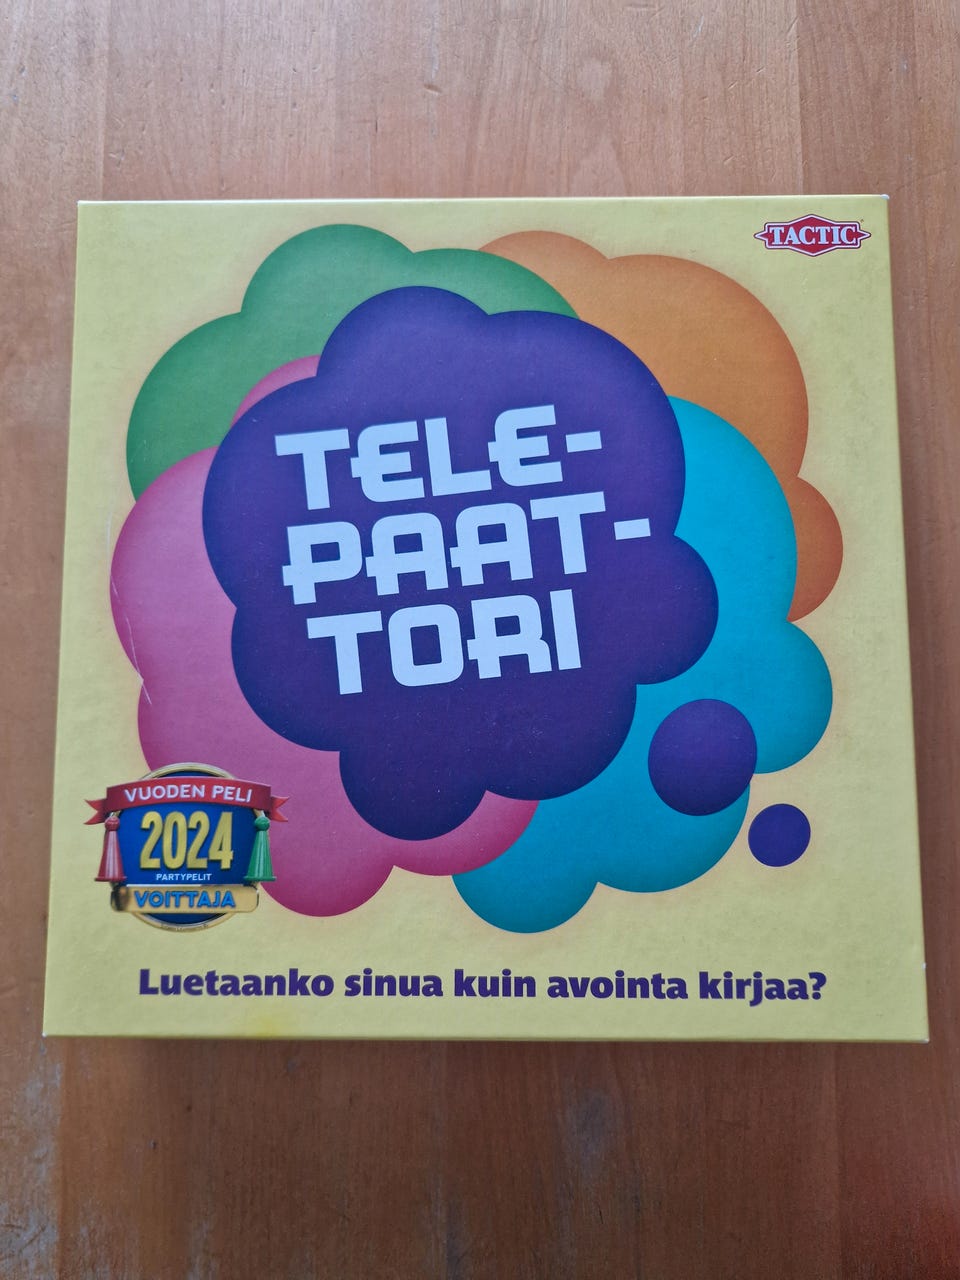 TACTIC
TELE-
PAAT-
TORI
VUODEN PELI
2024
PARTYPELIT
VOITTAJA
Luetaanko sinua kuin avointa kirjaa?